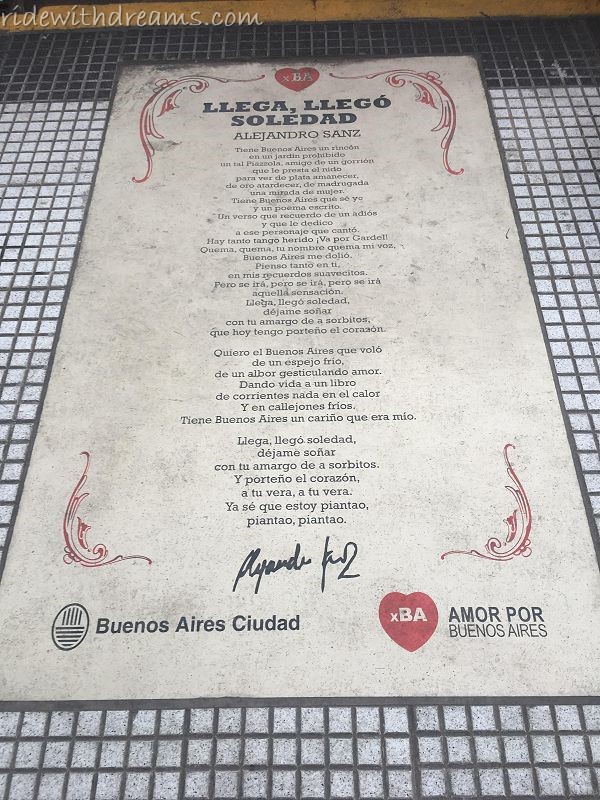 ridewithdreams.com
xBA
LLEGA, LLEGÓ
SOLEDAD
ALEJANDRO SANZ
Tiene Buenos Aires un rincón
en un jardín prohibido
un tal Piazzola, amigo de un gorrión
que le presta el nido
para ver de plata amanecer,
de oro atardecer, de madrugada
una mirada de mujer.
Tiene Buenos Aires qué sé yo
y un poema escrito.
Un verso que recuerdo de un adiós
y que le dedico
a ese personaje que cantó.
Hay tanto tango herido ¡Va por Gardel!
Quema, quema, tu nombre quema mi voz,
Buenos Aires me dolió.
Pienso tanto en ti,
en mis recuerdos suavecitos.
Pero se irá, pero se irá, pero se irá
aquella sensación.
Llega, llegó soledad,
déjame soñar
con tu amargo de a sorbitos,
que hoy tengo porteño el corazón.
Quiero el Buenos Aires que voló
de un espejo frío,
de un albor gesticulando amor.
Dando vida a un libro
de corrientes nada en el calor
Y en callejones fríos.
Tiene Buenos Aires un cariño que era mío.
Llega, llegó soledad,
déjame soñar
con tu amargo de a sorbitos.
Y porteño el corazón,
a tu vera, a tu vera.
Ya sé que estoy piantao,
piantao, piantao.
Buenos Aires Ciudad
xBA
AMOR POR
BUENOS AIRES